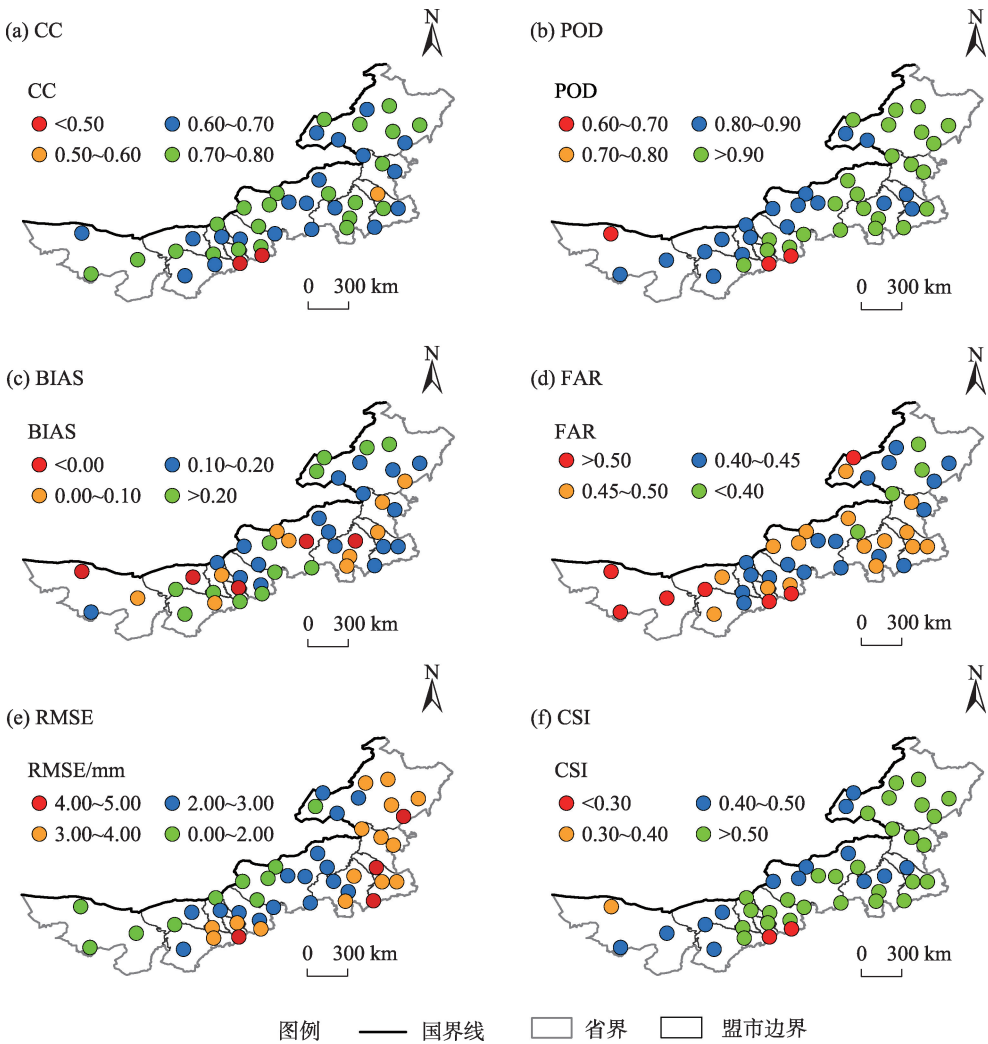 (a) CC
N
CC
<0.50
0.60~0.70
0.50~0.60
0.70~0.80
0 300 km
(b) POD
N
POD
0.60~0.70
0.80~0.90
0.70~0.80
>0.90
0 300 km
(c) BIAS
N
BIAS
<0.00
0.10~0.20
0.00~0.10
>0.20
0 300 km
(d) FAR
N
FAR
>0.50
0.40~0.45
0.45~0.50
<0.40
0 300 km
(e) RMSE
N
RMSE/mm
4.00~5.00
2.00~3.00
3.00~4.00
0.00~2.00
0 300 km
(f) CSI
N
CSI
<0.30
0.40~0.50
0.30~0.40
>0.50
0 300 km
图例 国界线 省界 盟市边界